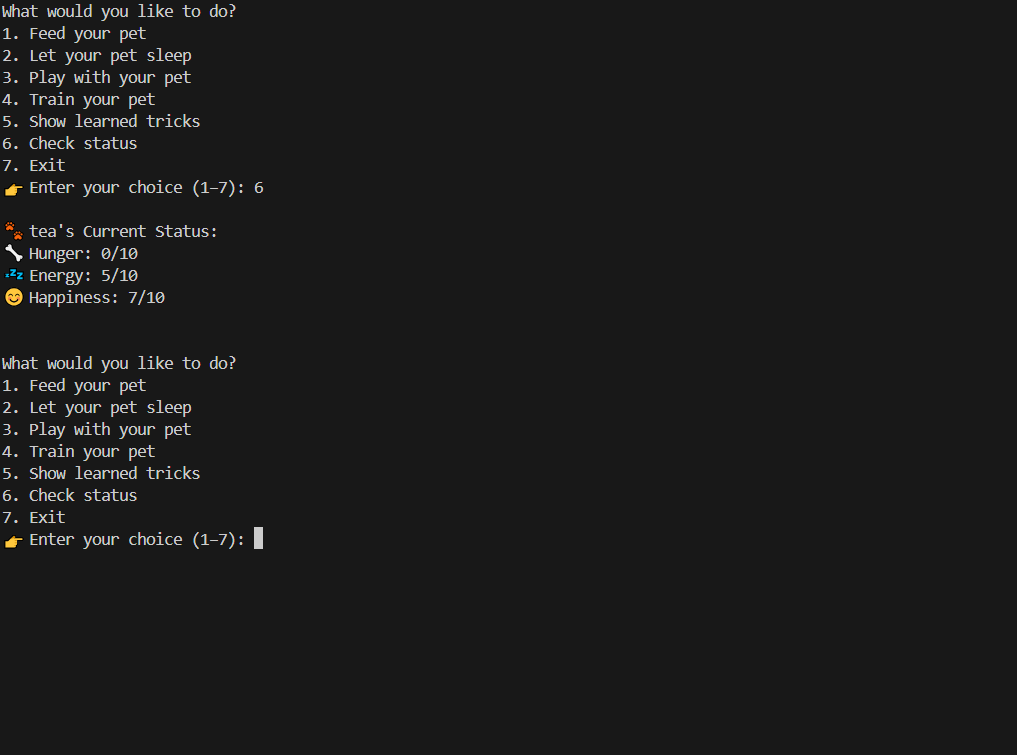 What would you like to do?
1. Feed your pet
2. Let your pet sleep
3. Play with your pet
4. Train your pet
5. Show learned tricks
6. Check status
7. Exit
👉 Enter your choice (1–7): 6
🐾 tea's Current Status:
🦴 Hunger: 0/10
💤 Energy: 5/10
😊 Happiness: 7/10
What would you like to do?
1. Feed your pet
2. Let your pet sleep
3. Play with your pet
4. Train your pet
5. Show learned tricks
6. Check status
7. Exit
👉 Enter your choice (1–7):